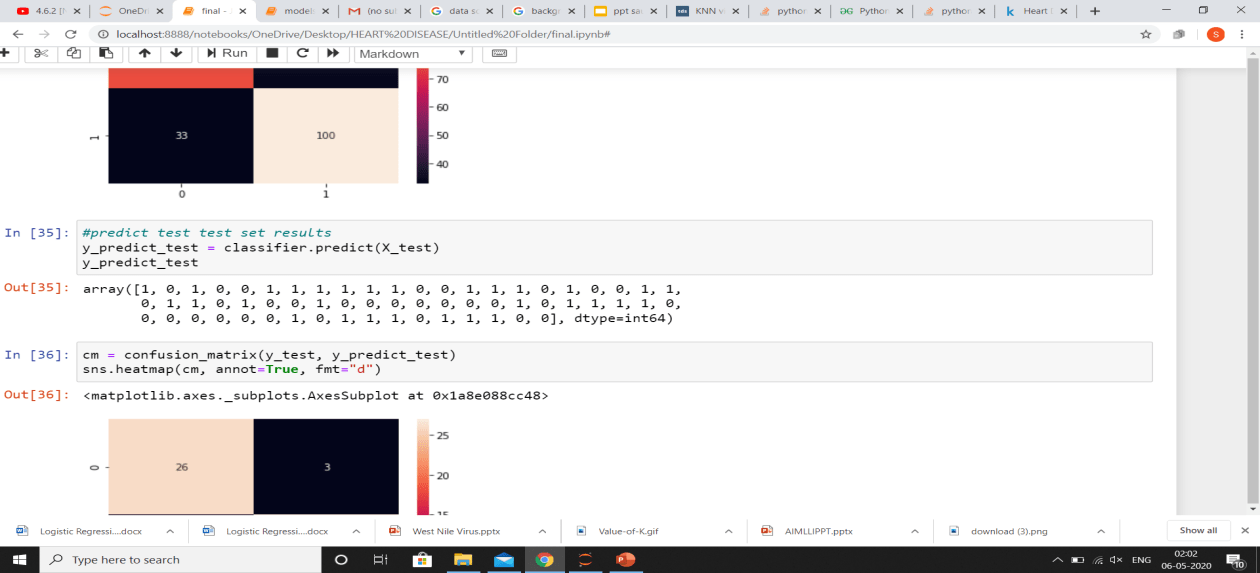 4.6.2 [
OneDri
final -
models
M (no sul
data s
backg
ppt sa
KNN v
python
Python
python
Heart
localhost:8888/notebooks/OneDrive/Desktop/HEART%20DISEASE/Untitled%20Folder/final.ipynb#
S
Run
Markdown
70
60
1 33 100
50
40
0 1
In [35]: #predict test test set results
y_predict_test = classifier.predict(X_test)
y_predict_test
Out[35]: array([1, 0, 1, 0, 0, 1, 1, 1, 1, 1, 1, 0, 0, 1, 1, 1, 0, 1, 0, 0, 1, 1,
0, 1, 1, 0, 1, 0, 0, 1, 0, 0, 0, 0, 0, 0, 0, 0, 1, 0, 1, 1, 1, 1, 0,
0, 0, 0, 0, 0, 0, 1, 0, 1, 1, 1, 0, 1, 1, 1, 0, 0], dtype=int64)
In [36]: cm = confusion_matrix(y_test, y_predict_test)
sns.heatmap(cm, annot=True, fmt="d")
Out[36]: <matplotlib.axes._subplots.AxesSubplot at 0x1a8e088cc48>
25
0 26 3
20
15
Logistic Regressi....docx
Logistic Regressi....docx
West Nile Virus.pptx
Value-of-K.gif
AIMLLIPPT.pptx
download (3).png
Show all
Type here to search
ENG
02:02
06-05-2020
10